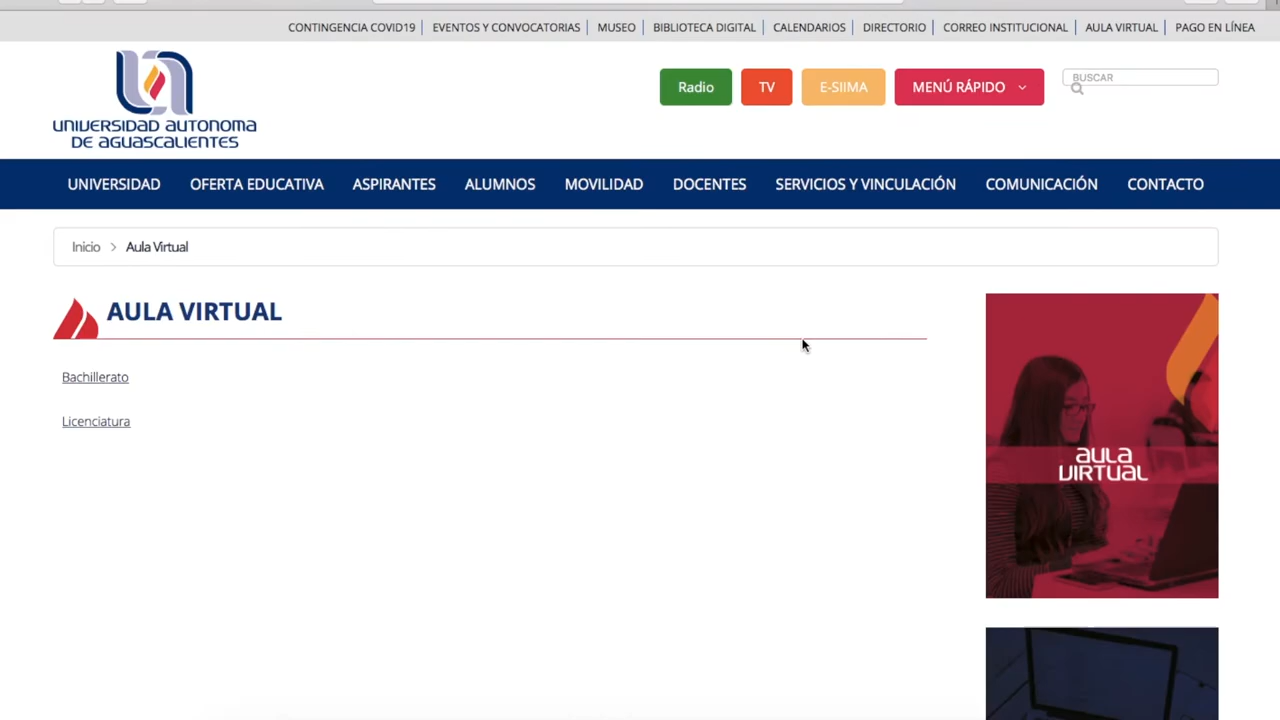 CONTINGENCIA COVID19 EVENTOS Y CONVOCATORIAS MUSEO BIBLIOTECA DIGITAL CALENDARIOS DIRECTORIO CORREO INSTITUCIONAL AULA VIRTUAL PAGO EN LÍNEA
UNIVERSIDAD AUTONOMA
DE AGUASCALIENTES
Radio TV E-SIIMA MENÚ RÁPIDO BUSCAR
UNIVERSIDAD OFERTA EDUCATIVA ASPIRANTES ALUMNOS MOVILIDAD DOCENTES SERVICIOS Y VINCULACIÓN COMUNICACIÓN CONTACTO
Inicio > Aula Virtual
AULA VIRTUAL
Bachillerato
Licenciatura
AULA
VIRTUAL